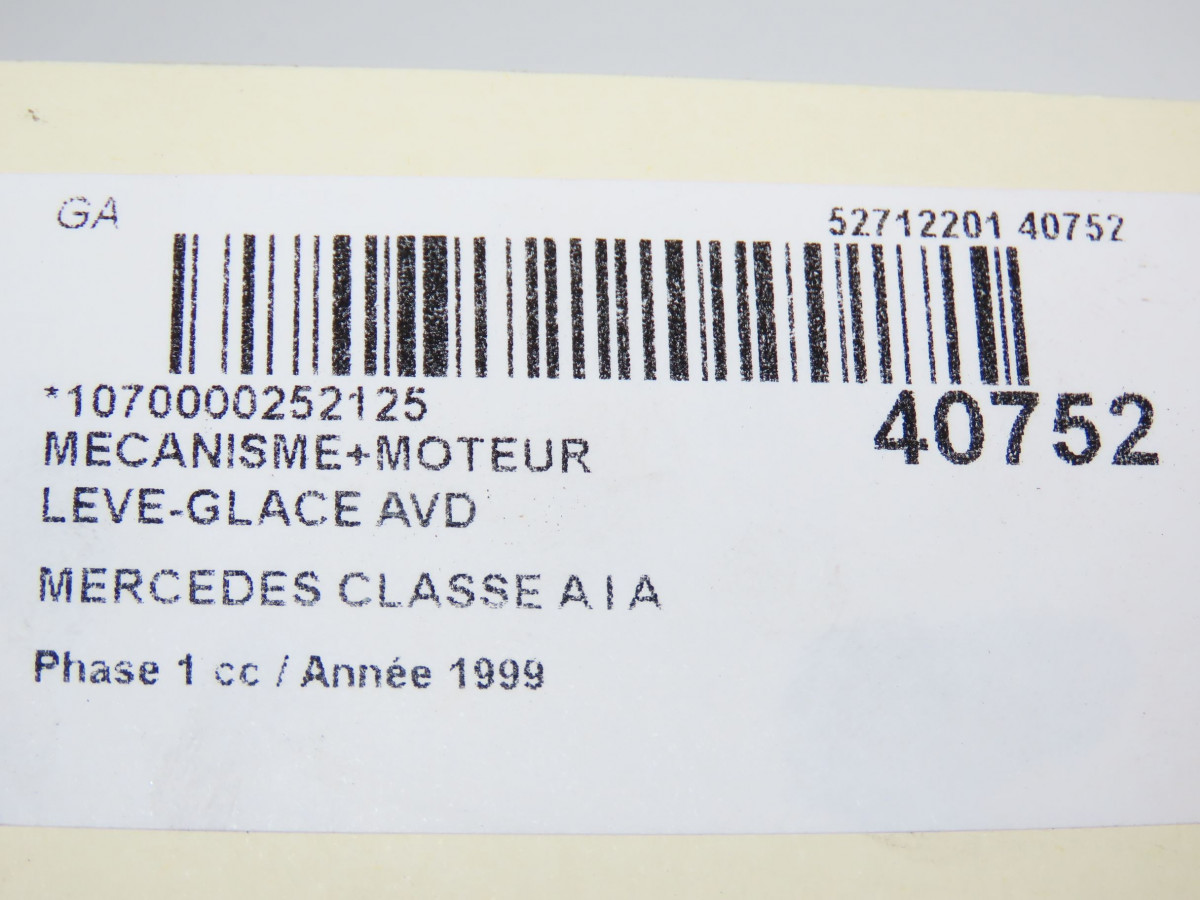 GA
52712201 40752
*1070000252125
40752
MECANISME+MOTEUR
LEVE-GLACE AVD
MERCEDES CLASSE A I A
Phase 1 cc / Année 1999